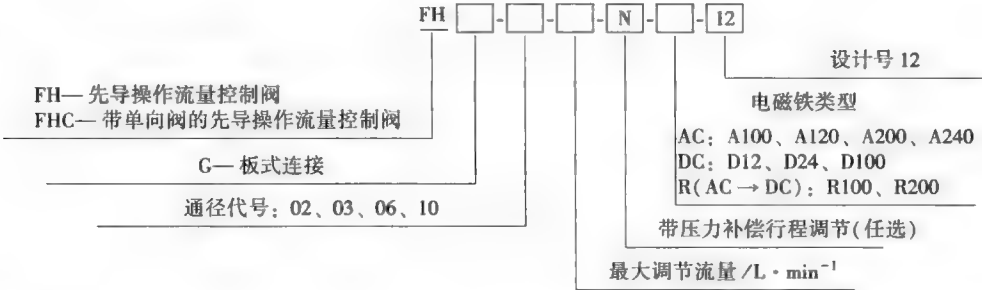 FH□-□-□-N-□-12
设计号 12
FH—先导操作流量控制阀
电磁铁类型
FHC—带单向阀的先导操作流量控制阀
AC：A100、A120、A200、A240
G—板式连接
DC：D12、D24、D100
R(AC→DC)：R100、R200
通径代号：02、03、06、10
带压力补偿行程调节(任选)
最大调节流量/L·min⁻¹